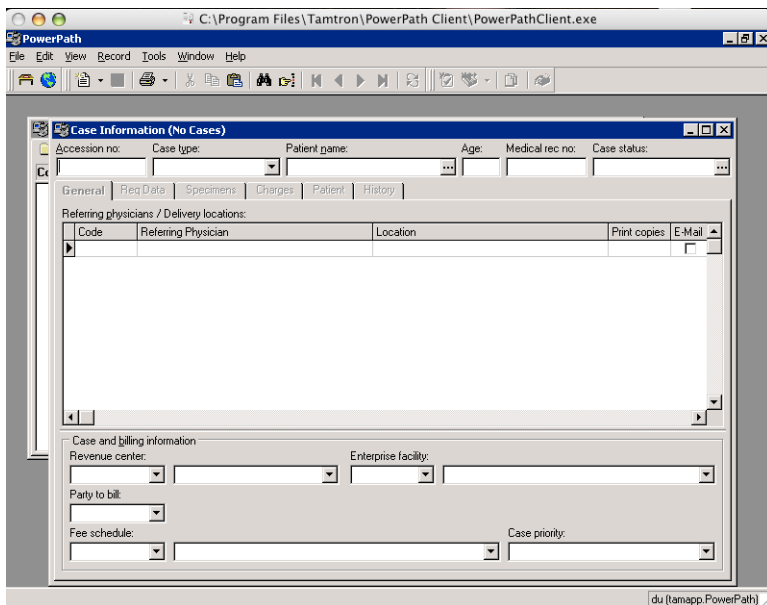 C:\Program Files\Tamtron\PowerPath Client\PowerPathClient.exe
PowerPath
File Edit View Record Tools Window Help
Case Information (No Cases)
Accession no: Case type: Patient name: Age: Medical rec no: Case status:
General Req Data Specimens Charges Patient History
Referring physicians / Delivery locations:
Code Referring Physician Location Print copies E-Mail
Case and billing information
Revenue center: Enterprise facility:
Party to bill:
Fee schedule: Case priority:
du (tamapp.PowerPath)